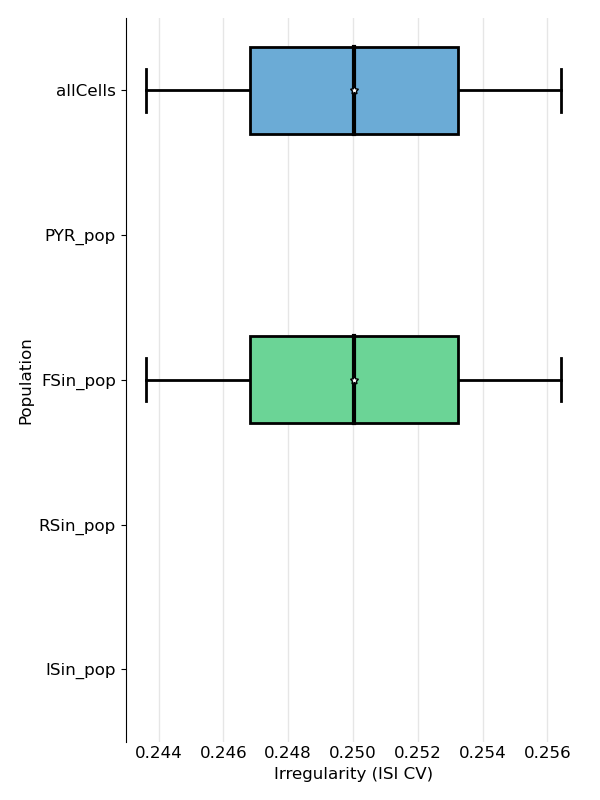 allCells
PYR_pop
FSin_pop
RSin_pop
ISin_pop
Population
0.244 0.246 0.248 0.250 0.252 0.254 0.256
Irregularity (ISI CV)